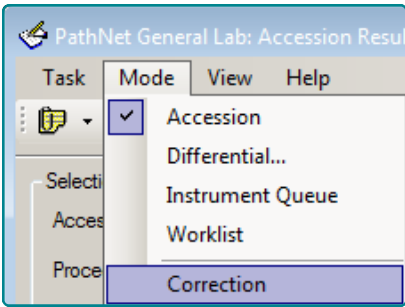 PathNet General Lab: Accession Resul
Task Mode View Help
Accession
Differential...
Instrument Queue
Worklist
Selecti
Acces
Proce
Correction